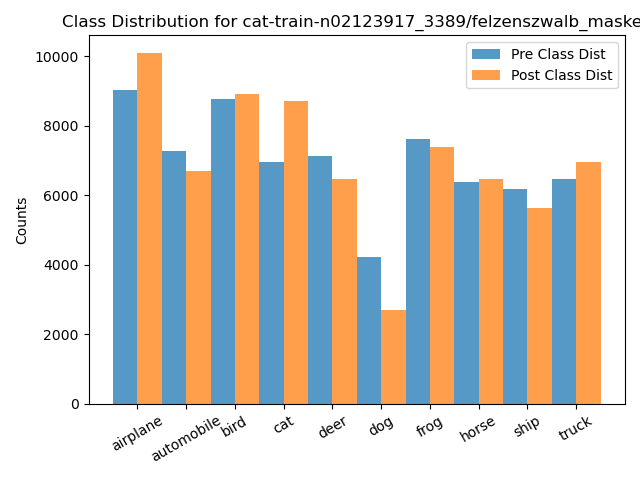 Class Distribution for cat-train-n02123917_3389/felzenszwalb_maske
Pre Class Dist
Post Class Dist
Counts
10000
8000
6000
4000
2000
0
airplane
automobile
bird
cat
deer
dog
frog
horse
ship
truck